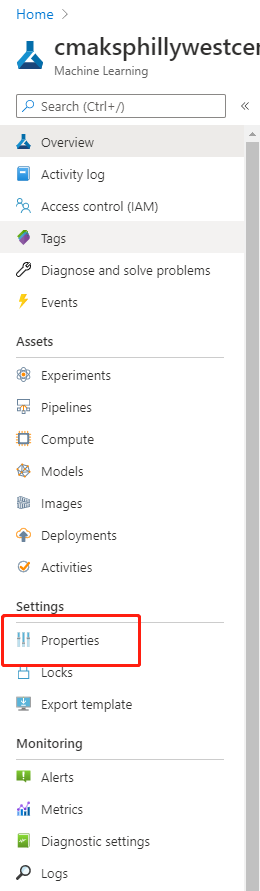 Home
cmaksphillywestcen
Machine Learning
Search (Ctrl+/)
Overview
Activity log
Access control (IAM)
Tags
Diagnose and solve problems
Events
Assets
Experiments
Pipelines
Compute
Models
Images
Deployments
Activities
Settings
Properties
Locks
Export template
Monitoring
Alerts
Metrics
Diagnostic settings
Logs